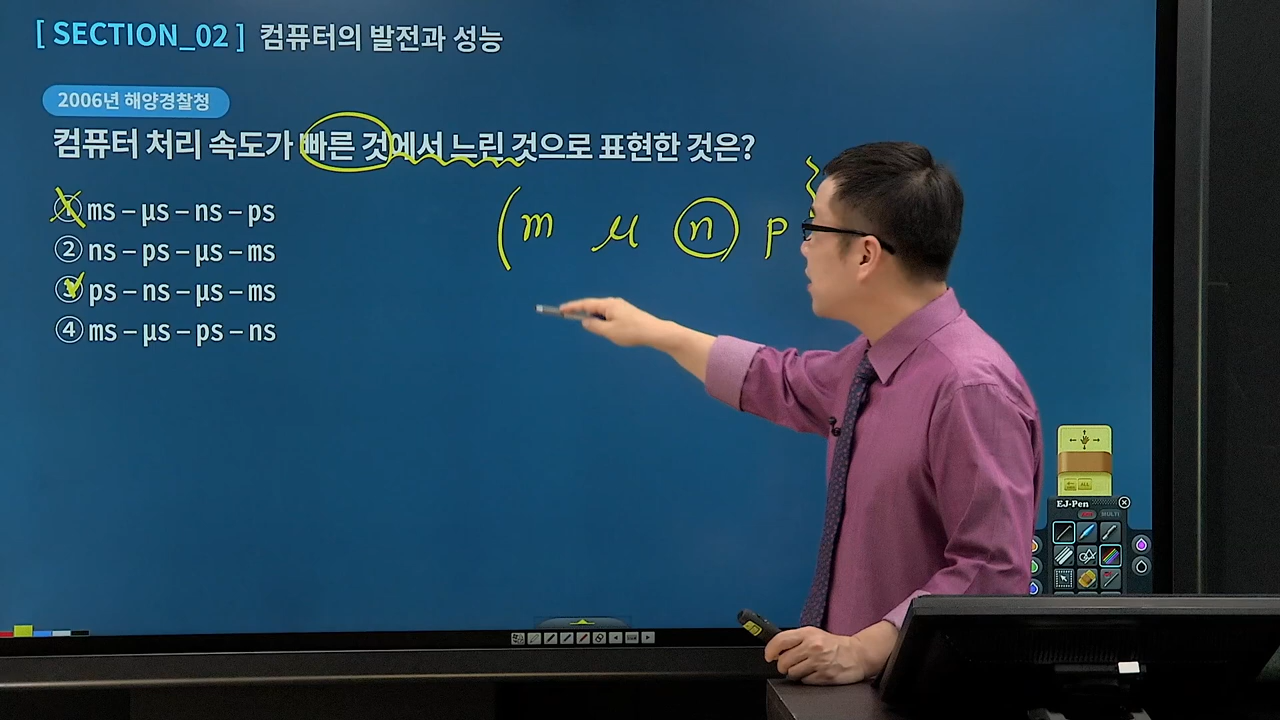 [ SECTION_02 ] 컴퓨터의 발전과 성능
2006년 해양경찰청
컴퓨터 처리 속도가 빠른 것에서 느린 것으로 표현한 것은?
① ms – μs – ns – ps
② ns – ps – μs – ms
③ ps – ns – μs – ms
④ ms – μs – ps – ns
( m μ n p
EJ-Pen
MULTI
ALL